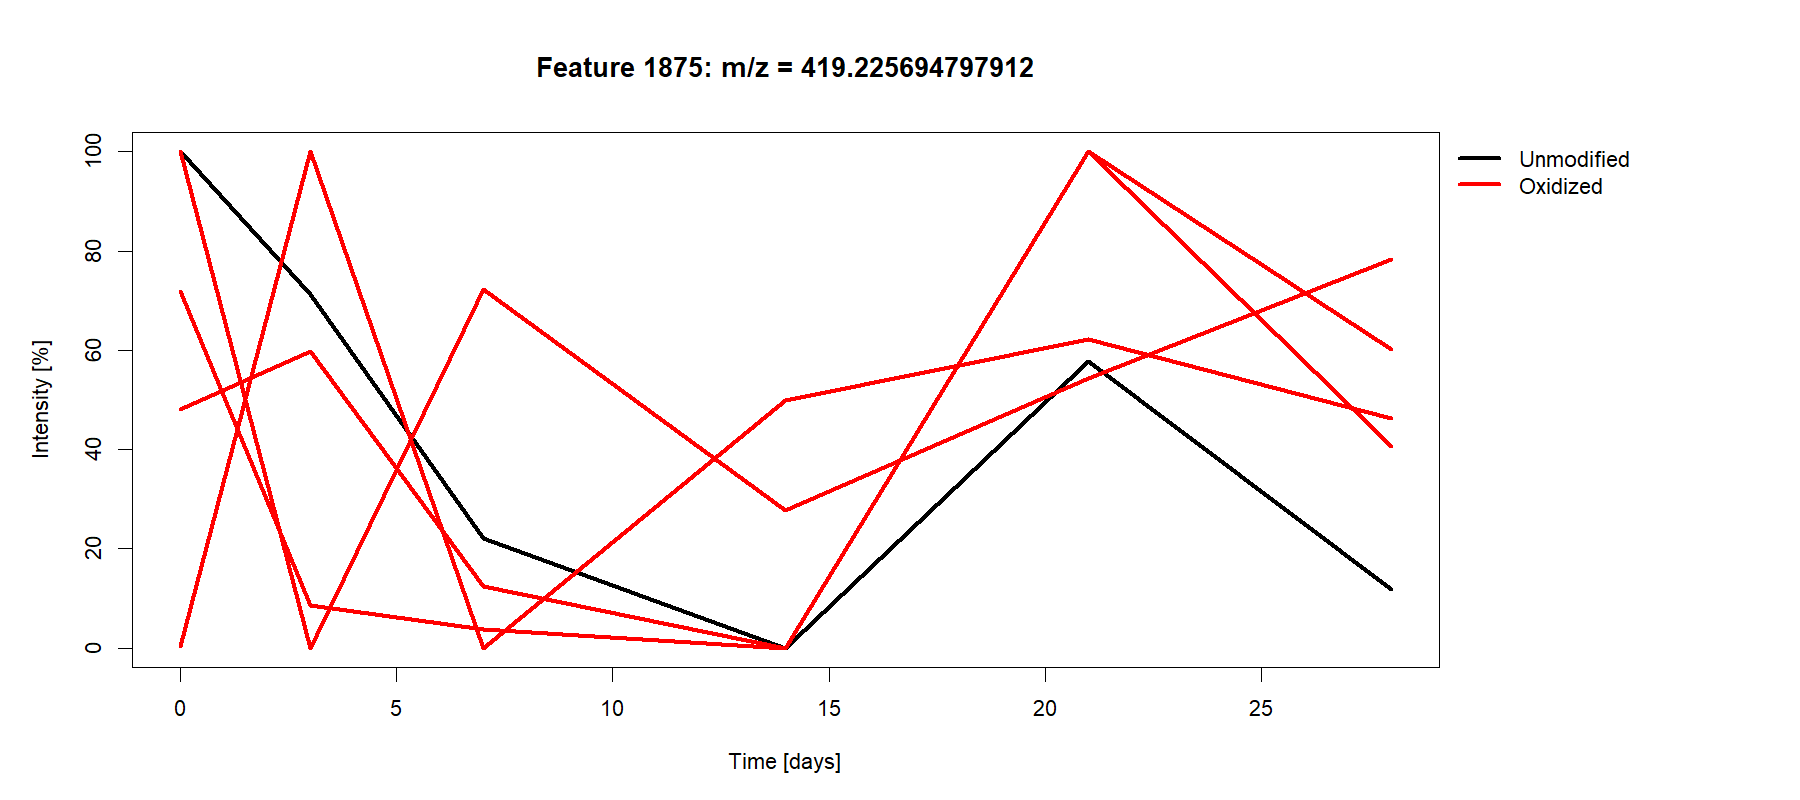 Feature 1875: m/z = 419.225694797912
Unmodified
Oxidized
Intensity [%]
100
80
60
40
20
0
0 5 10 15 20 25
Time [days]